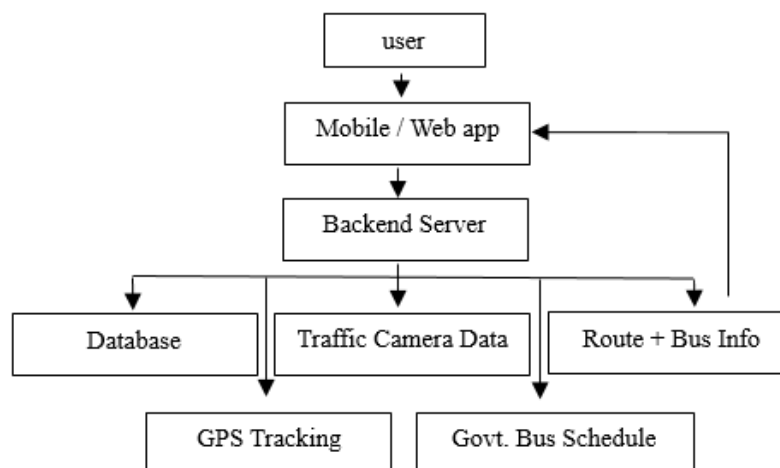 user
Mobile / Web app
Backend Server
Database
Traffic Camera Data
Route + Bus Info
GPS Tracking
Govt. Bus Schedule